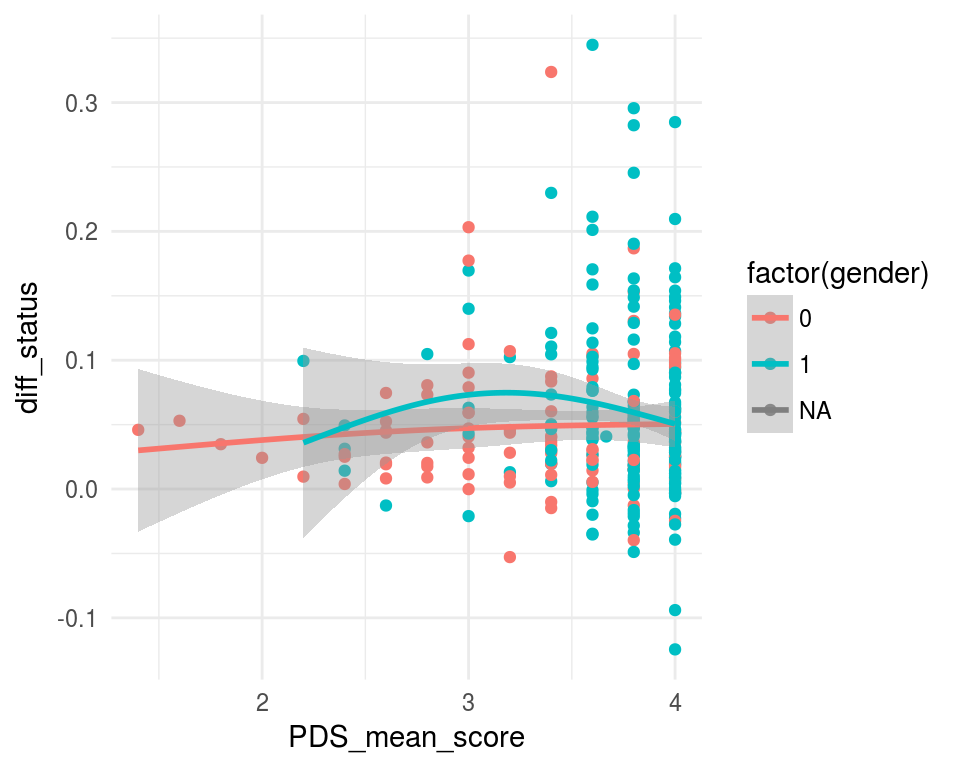 0.3
0.2
0.1
0.0
-0.1
diff_status
2 3 4
PDS_mean_score
factor(gender)
0
1
NA